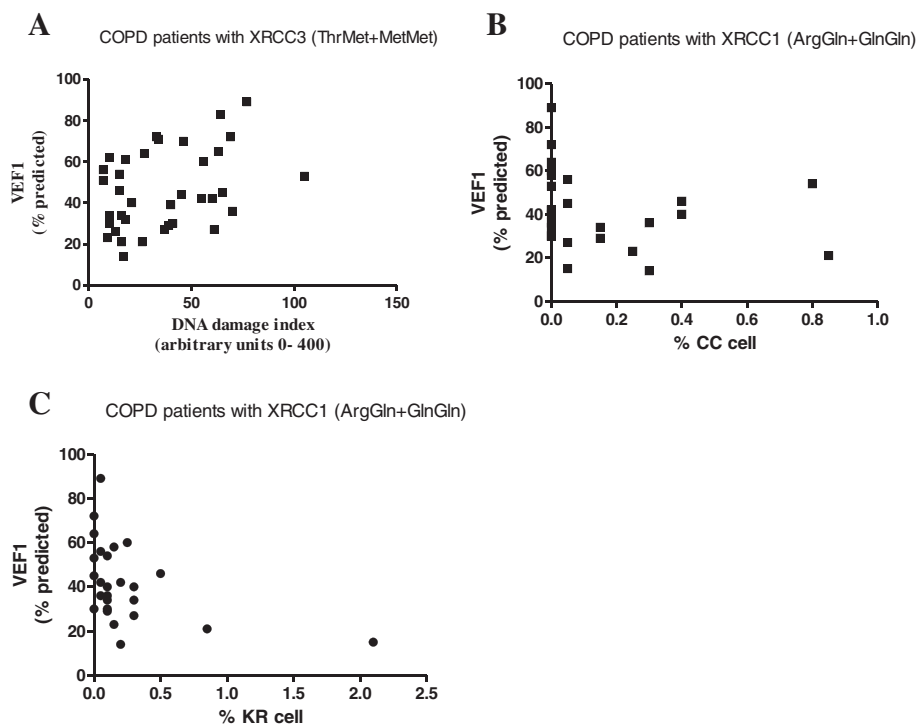 A
COPD patients with XRCC3 (ThrMet+MetMet)
VEF1
(% predicted)
100
80
60
40
20
0
0
50
100
150
DNA damage index
(arbitrary units 0- 400)
B
COPD patients with XRCC1 (ArgGln+GlnGln)
VEF1
(% predicted)
100
80
60
40
20
0
0.0
0.2
0.4
0.6
0.8
1.0
% CC cell
C
COPD patients with XRCC1 (ArgGln+GlnGln)
VEF1
(% predicted)
100
80
60
40
20
0
0.0
0.5
1.0
1.5
2.0
2.5
% KR cell